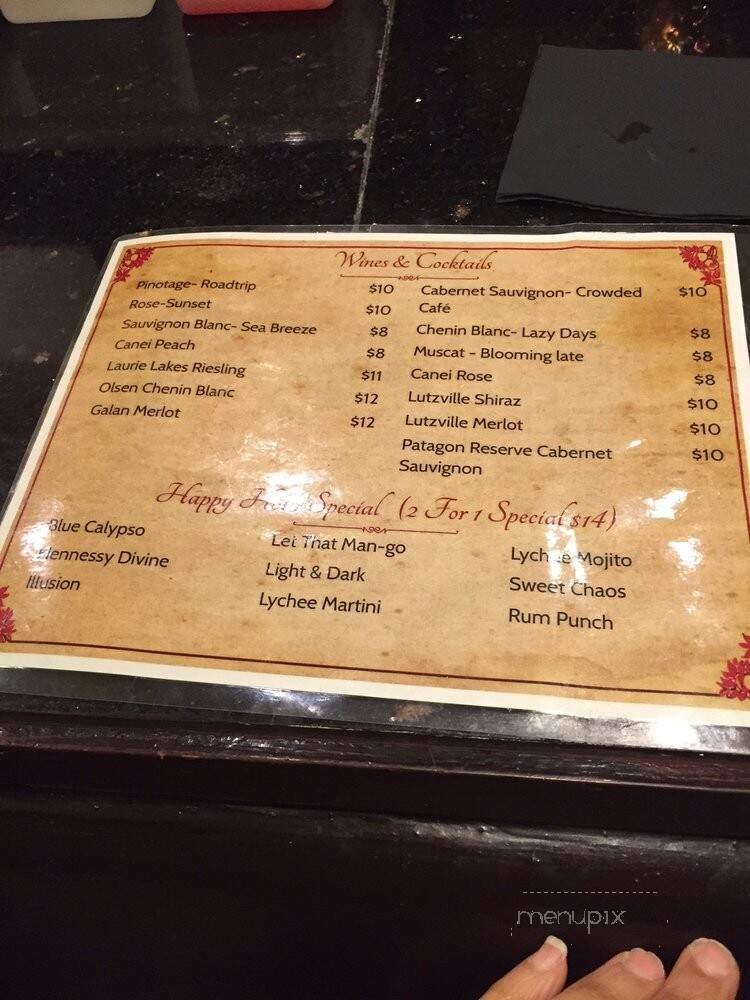 Wines & Cocktails
Pinotage- Roadtrip $10
Rose-Sunset $10
Sauvignon Blanc- Sea Breeze $8
Canei Peach $8
Laurie Lakes Riesling $11
Olsen Chenin Blanc $12
Galan Merlot $12
Cabernet Sauvignon- Crowded $10
Café
Chenin Blanc- Lazy Days $8
Muscat - Blooming late $8
Canei Rose $8
Lutzville Shiraz $10
Lutzville Merlot $10
Patagon Reserve Cabernet $10
Sauvignon
Happy Special (2 For 1 Special $14)
Blue Calypso
Hennessy Divine
Illusion
Let That Man-go
Light & Dark
Lychee Martini
Lychee Mojito
Sweet Chaos
Rum Punch
menupix